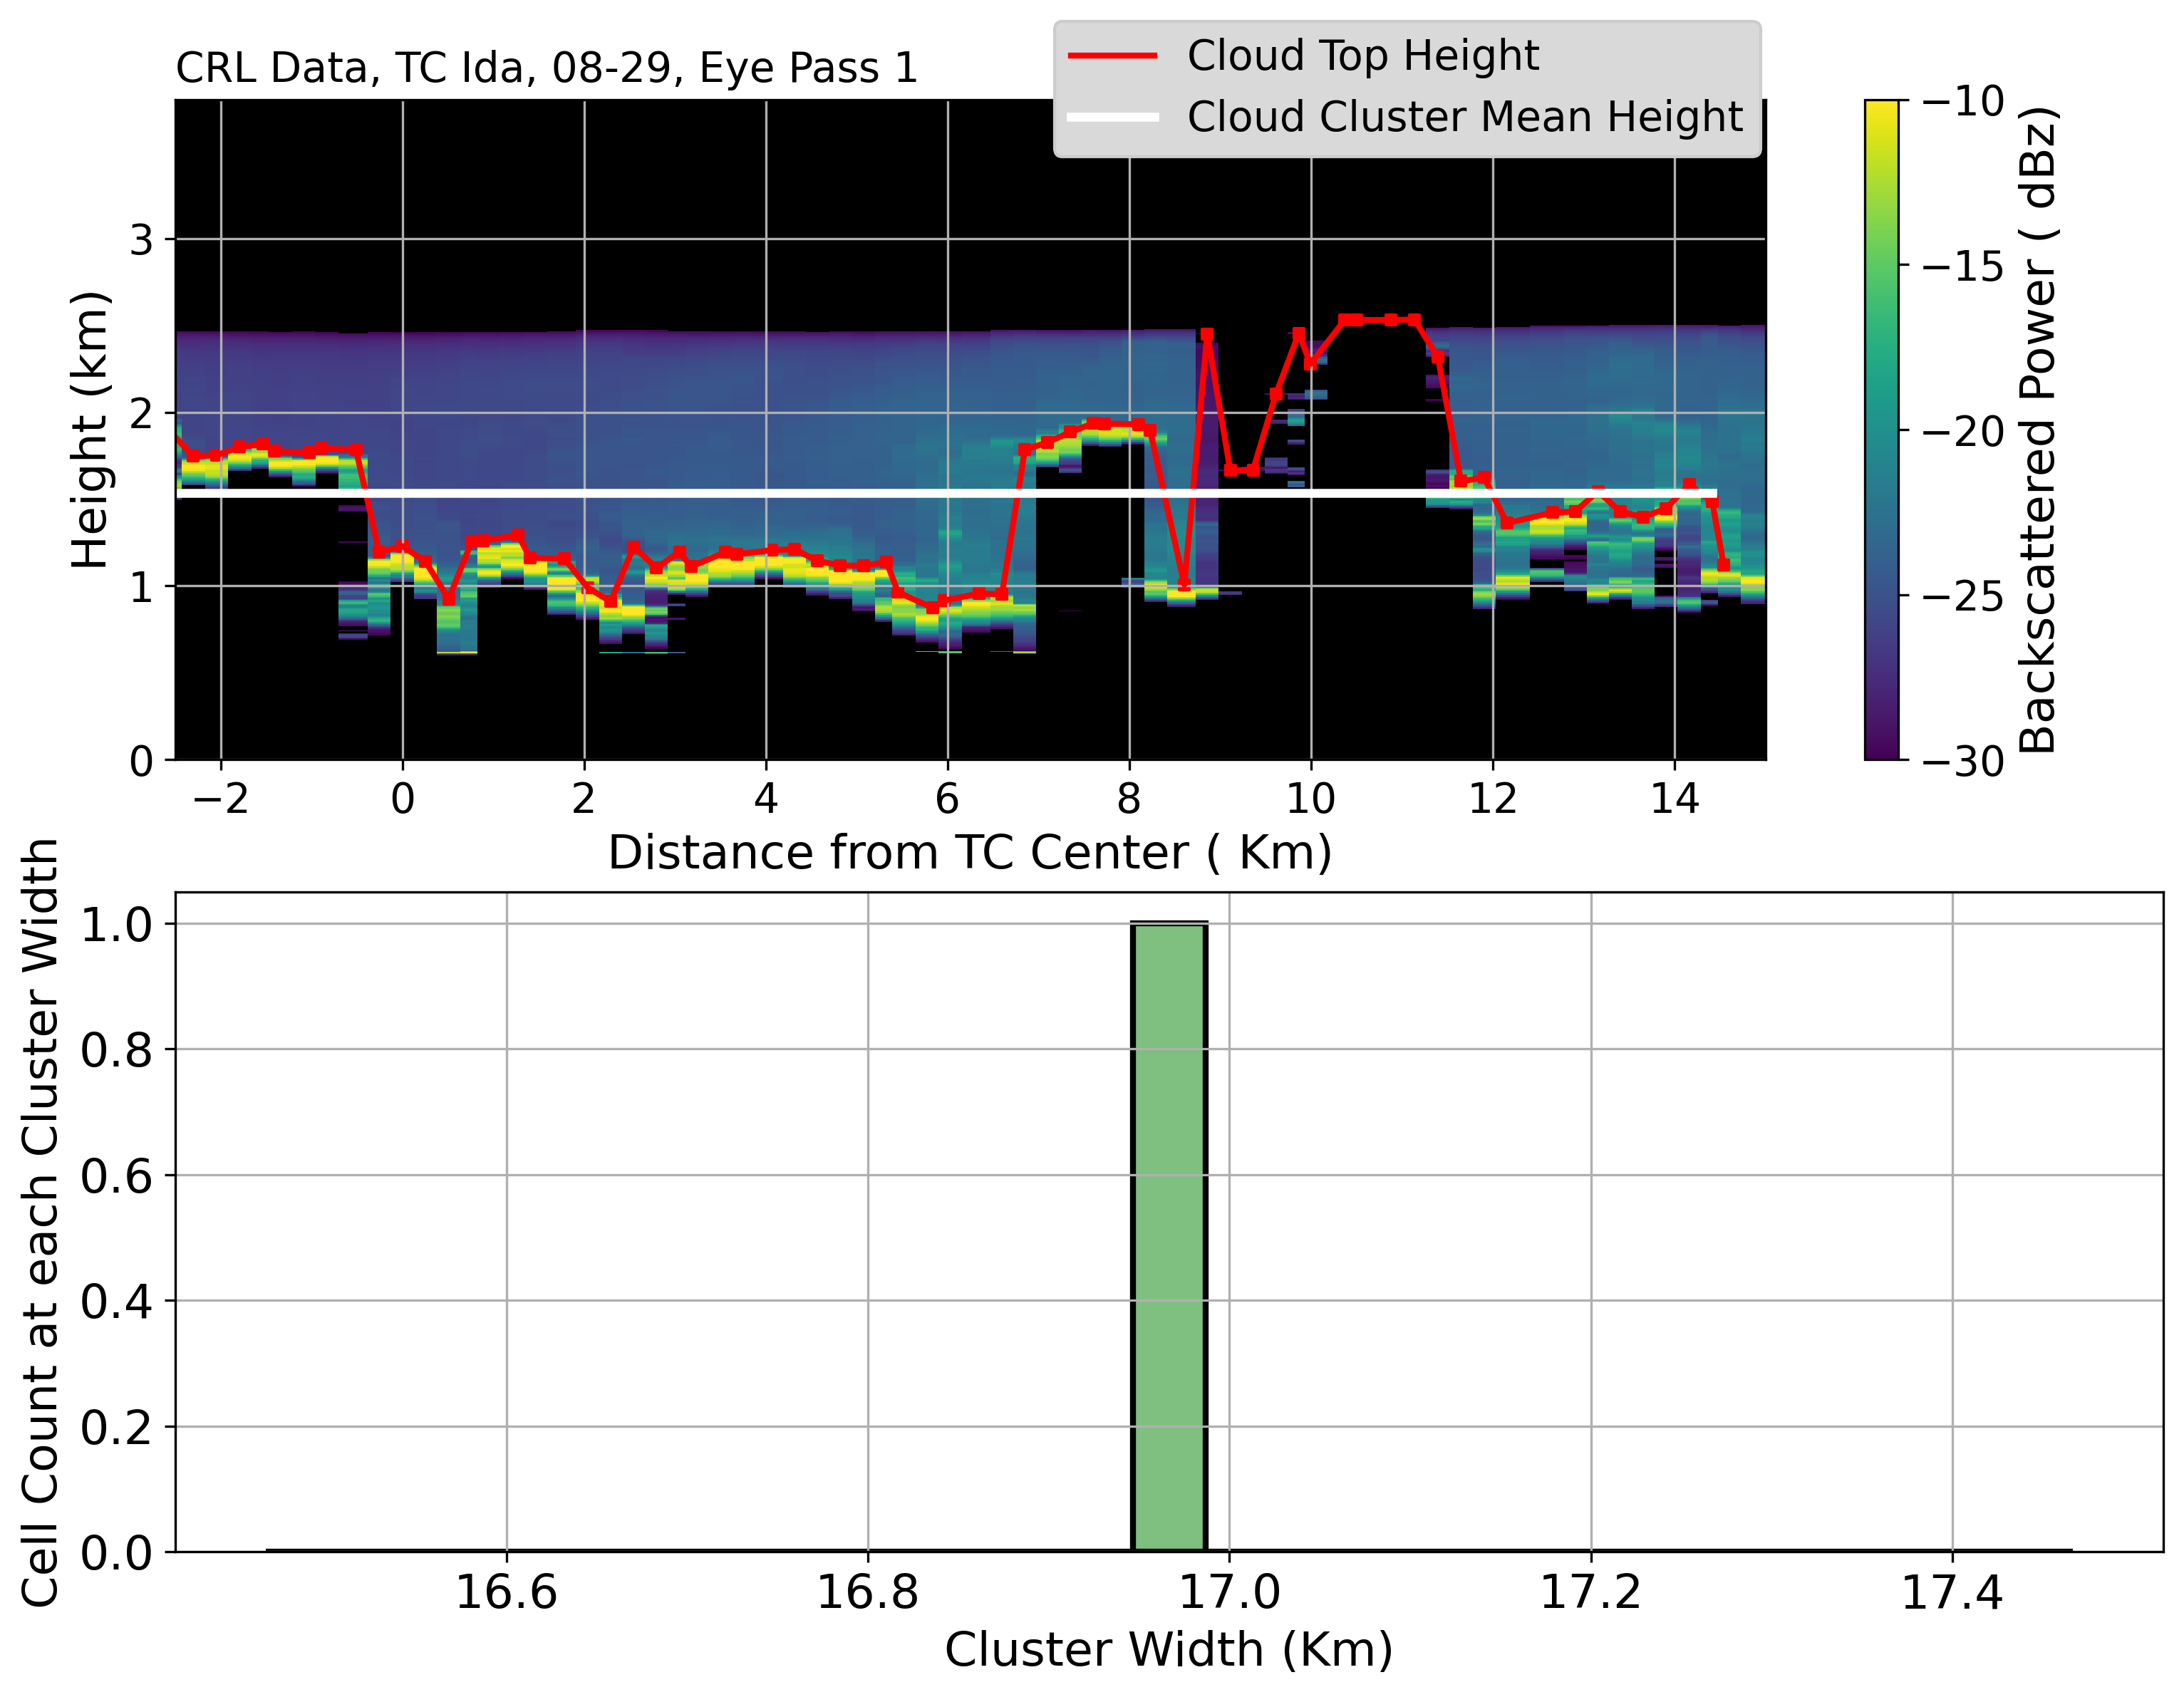 CRL Data, TC Ida, 08-29, Eye Pass 1
Cloud Top Height
Cloud Cluster Mean Height
Height (km)
3
2
1
0
−2 0 2 4 6 8 10 12 14
Distance from TC Center ( Km)
−10
−15
−20
−25
−30
Backscattered Power ( dBz)
Cell Count at each Cluster Width
1.0
0.8
0.6
0.4
0.2
0.0
16.6 16.8 17.0 17.2 17.4
Cluster Width (Km)